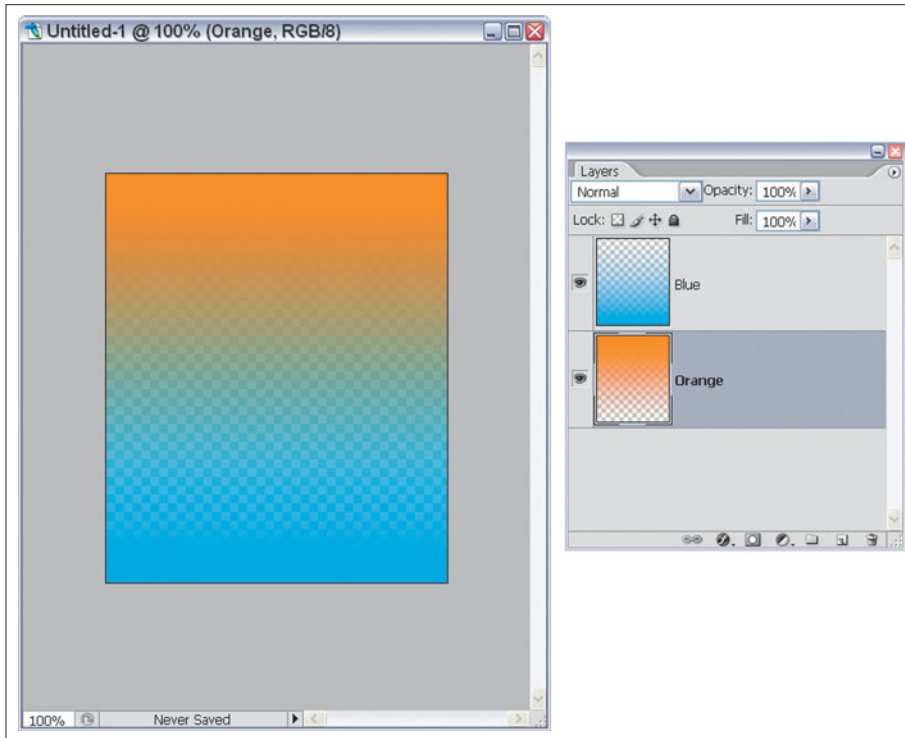 Untitled-1 @ 100% (Orange, RGB/8)
Layers
Normal Opacity: 100%
Lock: Fill: 100%
Blue
Orange
100% Never Saved